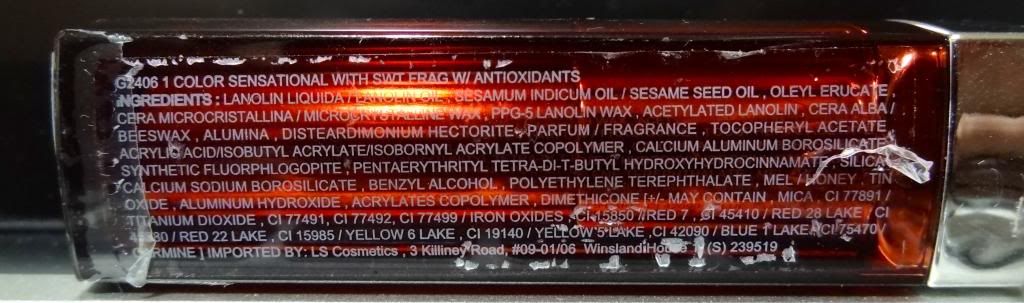 G2406 1 COLOR SENSATIONAL WITH SWT FRAG W/ ANTIOXIDANTS
INGREDIENTS : LANOLIN LIQUIDA / LANOLIN OIL , SESAMUM INDICUM OIL / SESAME SEED OIL , OLEYL ERUCATE ,
CERA MICROCRISTALLINA / MICROCRYSTALLINE WAX , PPG-5 LANOLIN WAX , ACETYLATED LANOLIN , CERA ALBA /
BEESWAX , ALUMINA , DISTEARDIMONIUM HECTORITE , PARFUM / FRAGRANCE , TOCOPHERYL ACETATE
ACRYLIC ACID/ISOBUTYL ACRYLATE/ISOBORNYL ACRYLATE COPOLYMER , CALCIUM ALUMINUM BOROSILICATE
SYNTHETIC FLUORPHLOGOPITE , PENTAERYTHRITYL TETRA-DI-T-BUTYL HYDROXYHYDROCINNAMATE , SILICA
CALCIUM SODIUM BOROSILICATE , BENZYL ALCOHOL , POLYETHYLENE TEREPHTHALATE , MEL / HONEY , TIN
OXIDE , ALUMINUM HYDROXIDE , ACRYLATES COPOLYMER , DIMETHICONE [+/- MAY CONTAIN , MICA , CI 77891 /
TITANIUM DIOXIDE , CI 77491, CI 77492, CI 77499 / IRON OXIDES , CI 15850 / RED 7 , CI 45410 / RED 28 LAKE , CI
/ RED 22 LAKE , CI 15985 / YELLOW 6 LAKE , CI 19140 / YELLOW 5 LAKE , CI 42090 / BLUE 1 LAKE , CI 75470 /
CARMINE ] IMPORTED BY: LS Cosmetics , 3 Killiney Road, #09-01/06 Winsland House (S) 239519